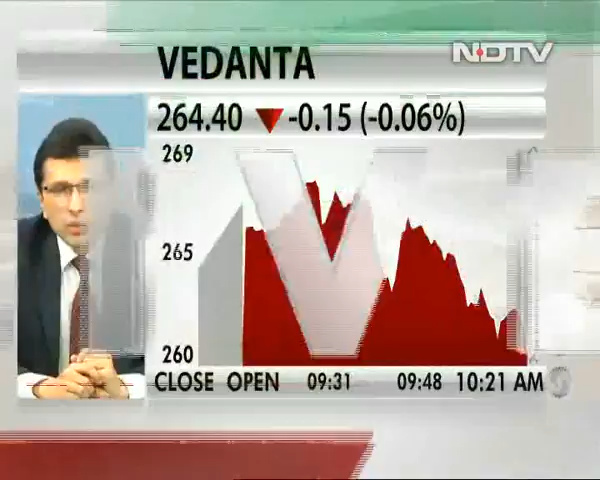 NDTV
VEDANTA
264.40 ▼ -0.15 (-0.06%)
269
265
260
CLOSE OPEN 09:31 09:48 10:21 AM